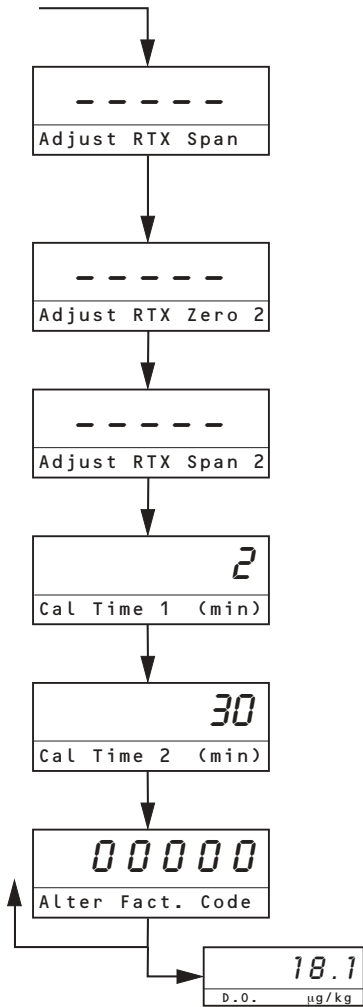 – – – – –
Adjust RTX Span
– – – – –
Adjust RTX Zero 2
– – – – –
Adjust RTX Span 2
2
Cal Time 1 (min)
30
Cal Time 2 (min)
00000
Alter Fact. Code
18.1
D.O. µg/kg